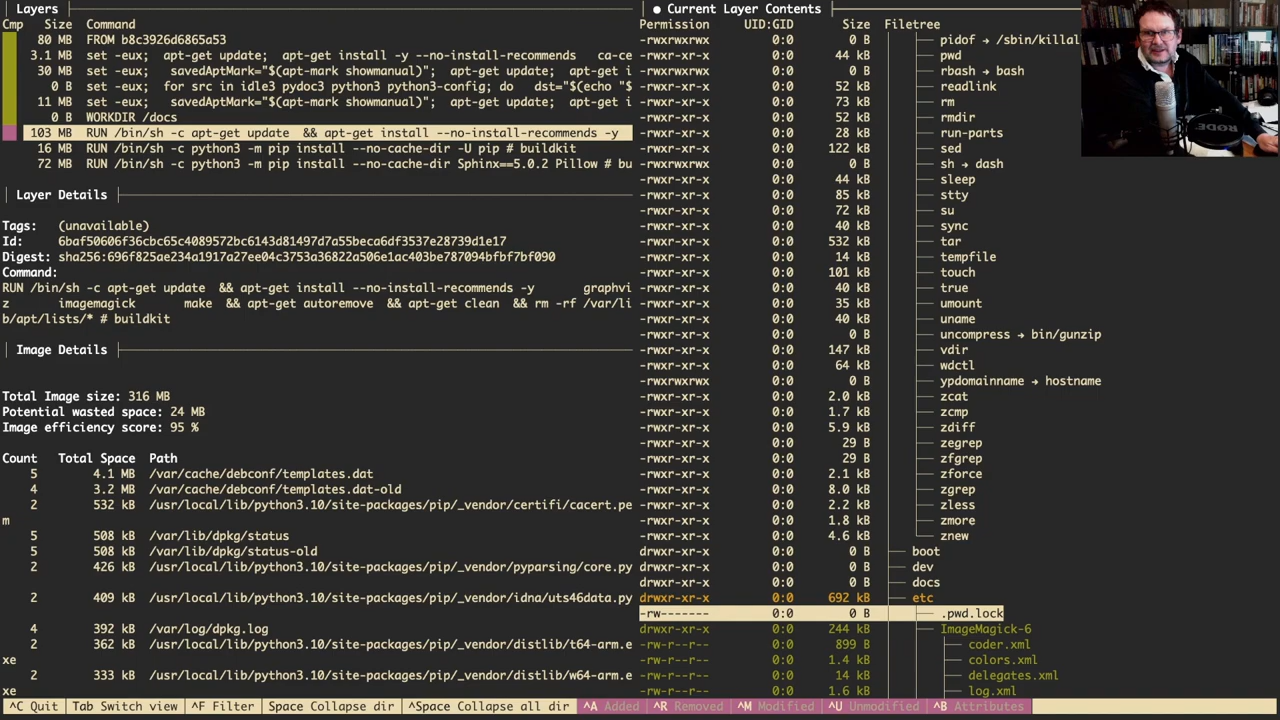 Layers
Cmp Size Command
80 MB FROM b8c3926d6865a53
3.1 MB set -eux; apt-get update; apt-get install -y --no-install-recommends ca-ce
30 MB set -eux; savedAptMark="$(apt-mark showmanual)"; apt-get update; apt-get i
0 B set -eux; for src in idle3 pydoc3 python3 python3-config; do dst="$(echo "$
11 MB set -eux; savedAptMark="$(apt-mark showmanual)"; apt-get update; apt-get i
0 B WORKDIR /docs
103 MB RUN /bin/sh -c apt-get update && apt-get install --no-install-recommends -y
16 MB RUN /bin/sh -c python3 -m pip install --no-cache-dir -U pip # buildkit
72 MB RUN /bin/sh -c python3 -m pip install --no-cache-dir Sphinx==5.0.2 Pillow # bu
Layer Details
Tags: (unavailable)
Id: 6baf50606f36cbc65c4089572bc6143d81497d7a55beca6df3537e28739d1e17
Digest: sha256:696f825ae234a1917a27ee04c3753a36822a506e1ac403be787094bfbf7bf090
Command:
RUN /bin/sh -c apt-get update && apt-get install --no-install-recommends -y graphvi
z imagemagick make && apt-get autoremove && apt-get clean && rm -rf /var/li
b/apt/lists/* # buildkit
Image Details
Total Image size: 316 MB
Potential wasted space: 24 MB
Image efficiency score: 95 %
Count Total Space Path
5 4.1 MB /var/cache/debconf/templates.dat
4 3.2 MB /var/cache/debconf/templates.dat-old
2 532 kB /usr/local/lib/python3.10/site-packages/pip/_vendor/certifi/cacert.pe
m
5 508 kB /var/lib/dpkg/status
5 508 kB /var/lib/dpkg/status-old
2 426 kB /usr/local/lib/python3.10/site-packages/pip/_vendor/pyparsing/core.py
2 409 kB /usr/local/lib/python3.10/site-packages/pip/_vendor/idna/uts46data.py
4 392 kB /var/log/dpkg.log
2 362 kB /usr/local/lib/python3.10/site-packages/pip/_vendor/distlib/t64-arm.e
xe
2 333 kB /usr/local/lib/python3.10/site-packages/pip/_vendor/distlib/w64-arm.e
xe
● Current Layer Contents
Permission UID:GID Size Filetree
-rwxrwxrwx 0:0 0 B pidof → /sbin/killal
-rwxr-xr-x 0:0 44 kB pwd
-rwxrwxrwx 0:0 0 B rbash → bash
-rwxr-xr-x 0:0 52 kB readlink
-rwxr-xr-x 0:0 73 kB rm
-rwxr-xr-x 0:0 52 kB rmdir
-rwxr-xr-x 0:0 28 kB run-parts
-rwxr-xr-x 0:0 122 kB sed
-rwxrwxrwx 0:0 0 B sh → dash
-rwxr-xr-x 0:0 44 kB sleep
-rwxr-xr-x 0:0 85 kB stty
-rwxr-xr-x 0:0 72 kB su
-rwxr-xr-x 0:0 40 kB sync
-rwxr-xr-x 0:0 532 kB tar
-rwxr-xr-x 0:0 14 kB tempfile
-rwxr-xr-x 0:0 101 kB touch
-rwxr-xr-x 0:0 40 kB true
-rwxr-xr-x 0:0 35 kB umount
-rwxr-xr-x 0:0 40 kB uname
-rwxrwxrwx 0:0 0 B uncompress → bin/gunzip
-rwxr-xr-x 0:0 147 kB vdir
-rwxr-xr-x 0:0 64 kB wdctl
-rwxrwxrwx 0:0 0 B ypdomainname → hostname
-rwxr-xr-x 0:0 2.0 kB zcat
-rwxr-xr-x 0:0 1.7 kB zcmp
-rwxr-xr-x 0:0 5.9 kB zdiff
-rwxr-xr-x 0:0 29 B zegrep
-rwxr-xr-x 0:0 29 B zfgrep
-rwxr-xr-x 0:0 2.1 kB zforce
-rwxr-xr-x 0:0 8.0 kB zgrep
-rwxr-xr-x 0:0 2.2 kB zless
-rwxr-xr-x 0:0 1.8 kB zmore
-rwxr-xr-x 0:0 4.6 kB znew
drwxr-xr-x 0:0 0 B boot
drwxr-xr-x 0:0 0 B dev
drwxr-xr-x 0:0 0 B docs
drwxr-xr-x 0:0 692 kB etc
-rw------- 0:0 0 B .pwd.lock
drwxr-xr-x 0:0 244 kB ImageMagick-6
-rw-r--r-- 0:0 899 B coder.xml
-rw-r--r-- 0:0 1.4 kB colors.xml
-rw-r--r-- 0:0 14 kB delegates.xml
-rw-r--r-- 0:0 1.6 kB log.xml
^C Quit Tab Switch view ^F Filter Space Collapse dir ^Space Collapse all dir ^A Added ^R Removed ^M Modified ^U Unmodified ^B Attributes
RODE